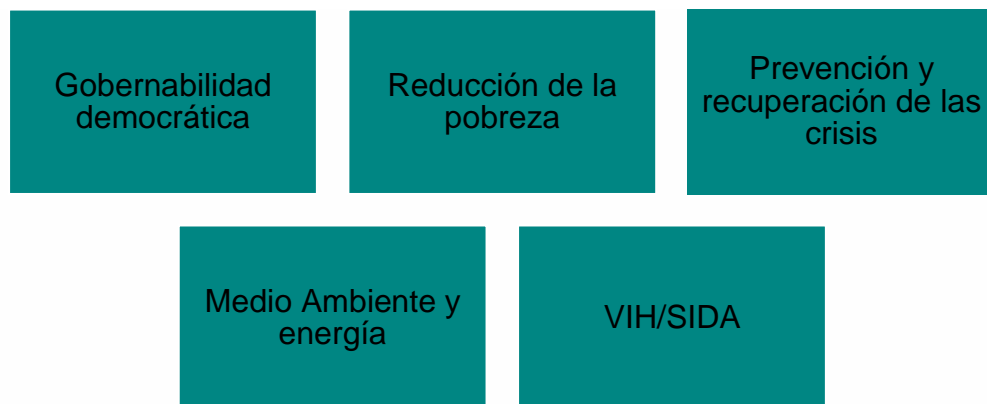 Gobernabilidad
democrática
Reducción de la
pobreza
Prevención y
recuperación de las
crisis
Medio Ambiente y
energía
VIH/SIDA